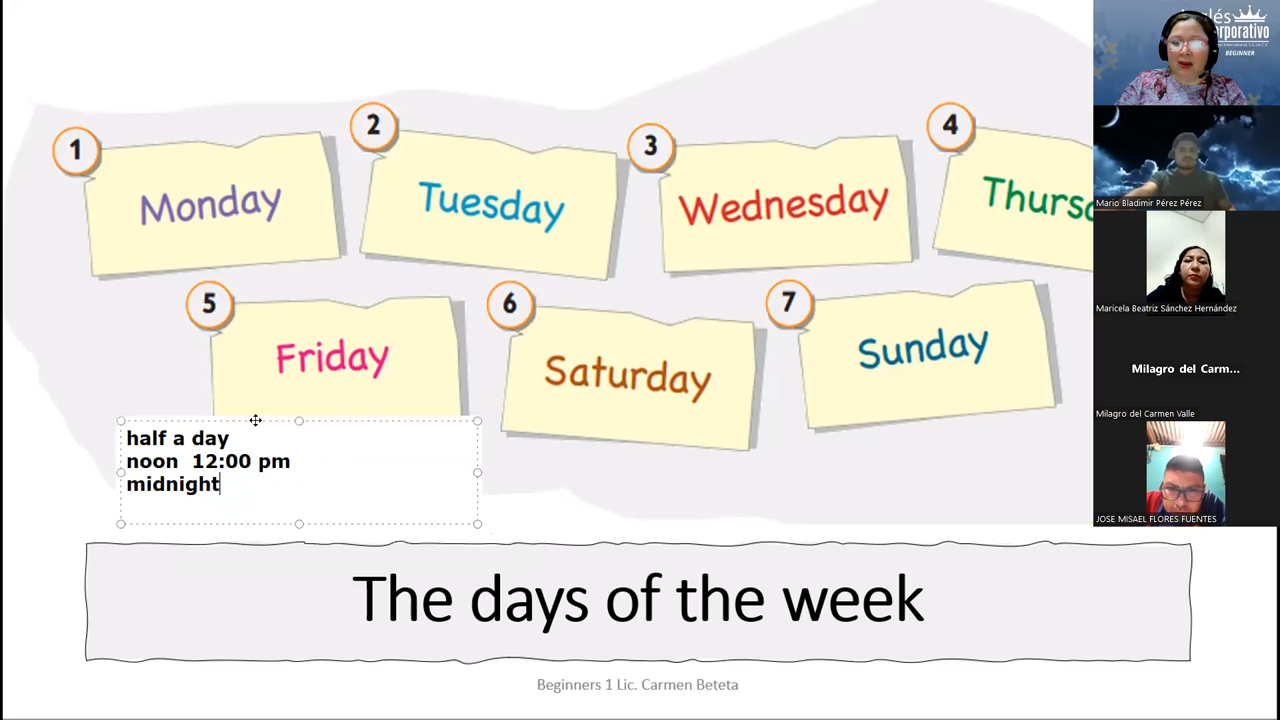 1
Monday
2
Tuesday
3
Wednesday
4
Thurs
5
Friday
6
Saturday
7
Sunday
half a day
noon 12:00 pm
midnight
The days of the week
Beginners 1 Lic. Carmen Beteta
BEGINNER
Mario Bladimir Pérez Pérez
Maricela Beatriz Sánchez Hernández
Milagro del Carm...
Milagro del Carmen Valle
JOSE MISAEL FLORES FUENTES